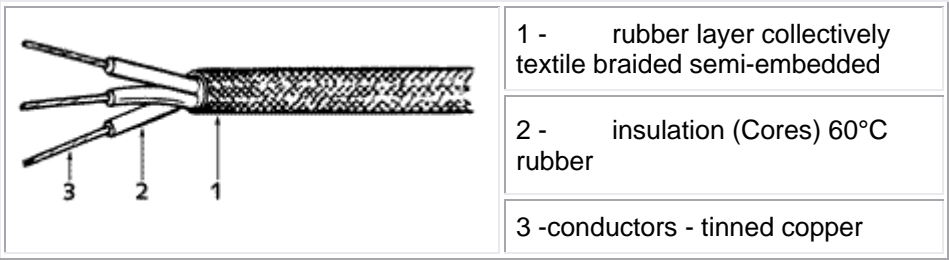 3 2 1
1 - rubber layer collectively
textile braided semi-embedded
2 - insulation (Cores) 60°C
rubber
3 -conductors - tinned copper